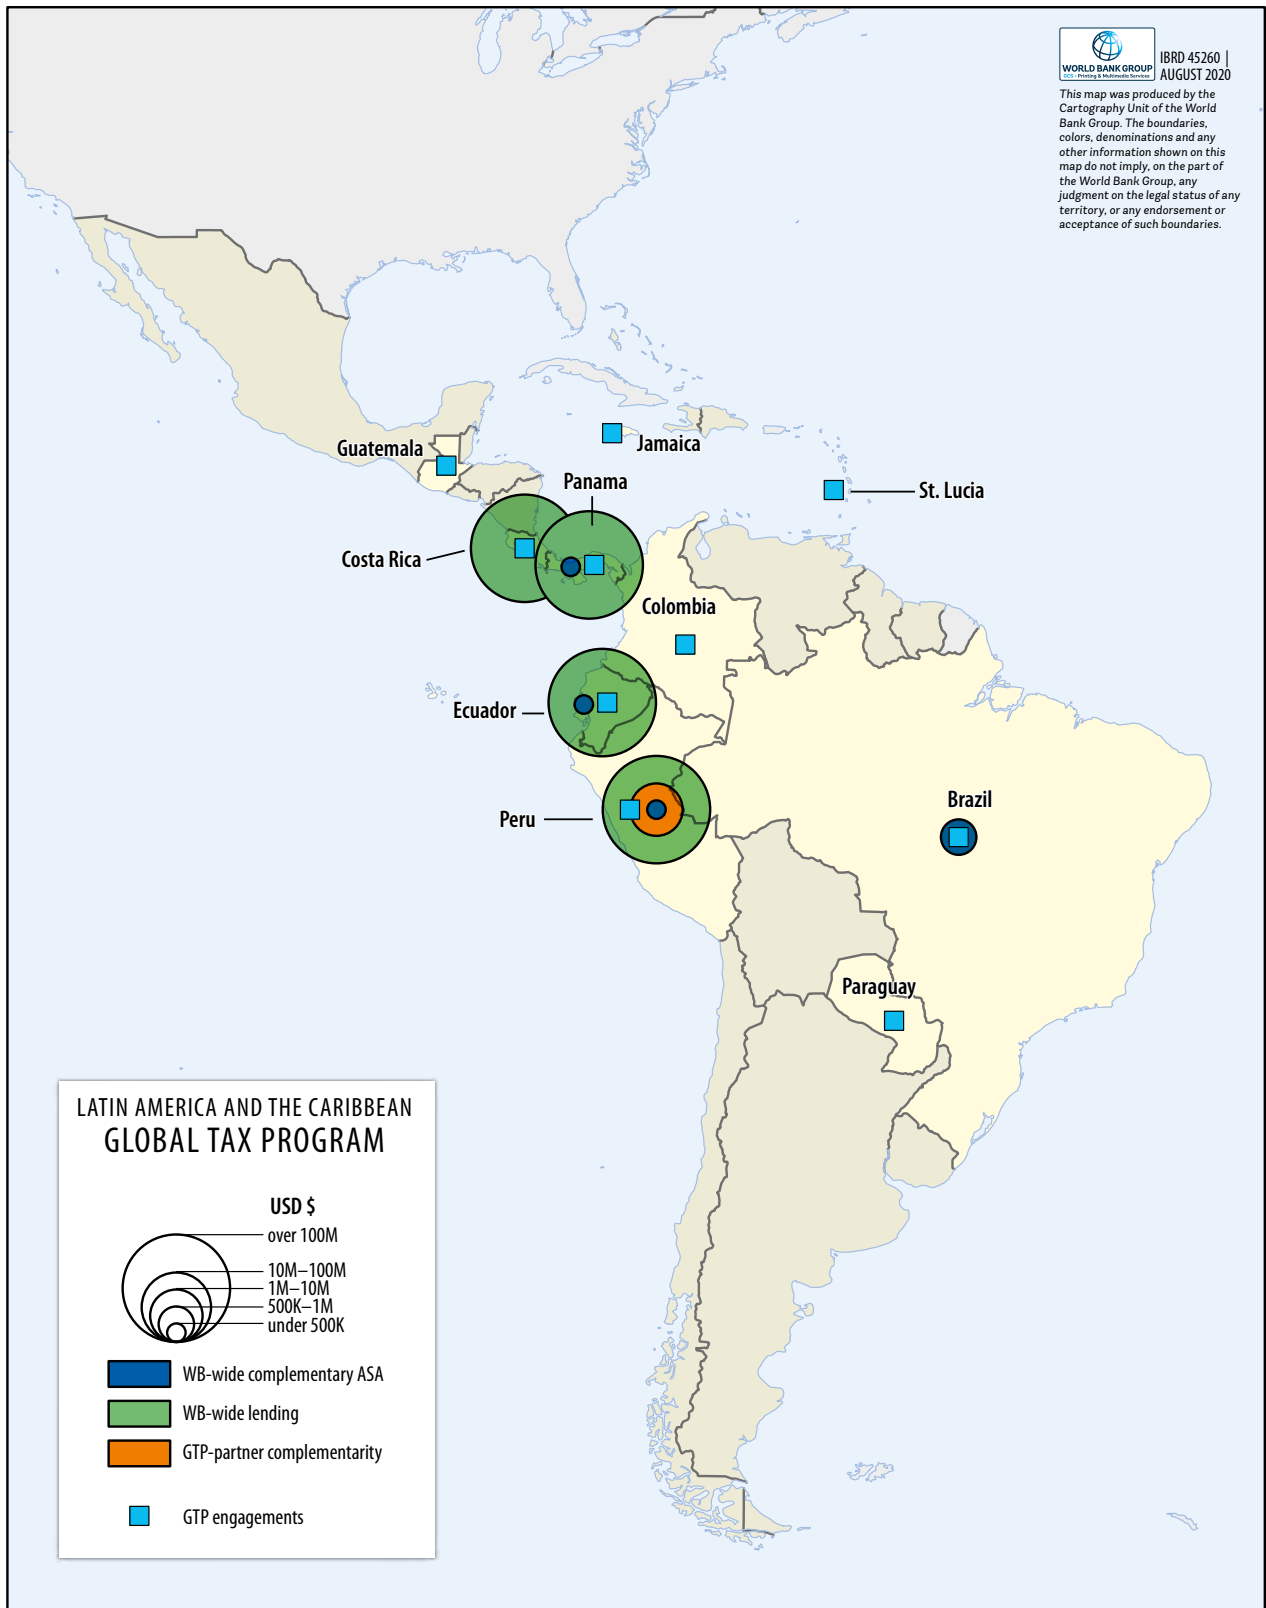 WORLD BANK GROUP
GCS - Printing & Multimedia Services
IBRD 45260 |
AUGUST 2020
This map was produced by the
Cartography Unit of the World
Bank Group. The boundaries,
colors, denominations and any
other information shown on this
map do not imply, on the part of
the World Bank Group, any
judgment on the legal status of any
territory, or any endorsement or
acceptance of such boundaries.
Guatemala
Jamaica
Panama
St. Lucia
Costa Rica
Colombia
Ecuador
Peru
Brazil
Paraguay
LATIN AMERICA AND THE CARIBBEAN
GLOBAL TAX PROGRAM
USD $
over 100M
10M–100M
1M–10M
500K–1M
under 500K
WB-wide complementary ASA
WB-wide lending
GTP-partner complementarity
GTP engagements